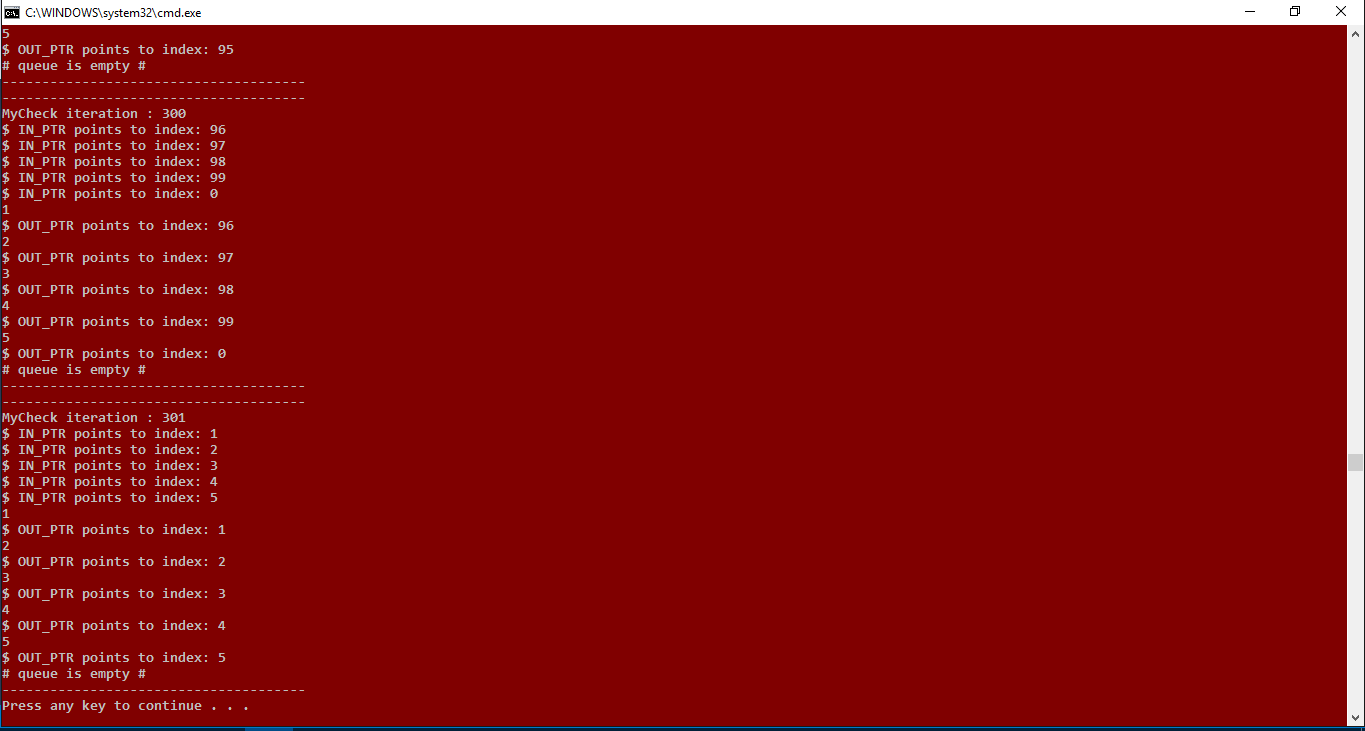 C:\WINDOWS\system32\cmd.exe
5
$ OUT_PTR points to index: 95
# queue is empty #
--------------------------------------
--------------------------------------
MyCheck iteration : 300
$ IN_PTR points to index: 96
$ IN_PTR points to index: 97
$ IN_PTR points to index: 98
$ IN_PTR points to index: 99
$ IN_PTR points to index: 0
1
$ OUT_PTR points to index: 96
2
$ OUT_PTR points to index: 97
3
$ OUT_PTR points to index: 98
4
$ OUT_PTR points to index: 99
5
$ OUT_PTR points to index: 0
# queue is empty #
--------------------------------------
--------------------------------------
MyCheck iteration : 301
$ IN_PTR points to index: 1
$ IN_PTR points to index: 2
$ IN_PTR points to index: 3
$ IN_PTR points to index: 4
$ IN_PTR points to index: 5
1
$ OUT_PTR points to index: 1
2
$ OUT_PTR points to index: 2
3
$ OUT_PTR points to index: 3
4
$ OUT_PTR points to index: 4
5
$ OUT_PTR points to index: 5
# queue is empty #
--------------------------------------
Press any key to continue . . .